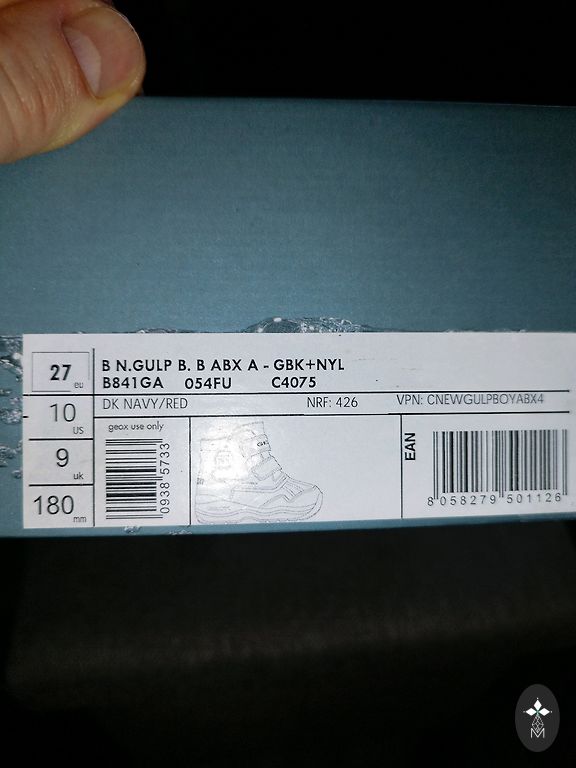 27 eu
B N.GULP B. B ABX A - GBK+NYL
B841GA 054FU C4075
10 US
DK NAVY/RED NRF: 426 VPN: CNEWGULPBOYABX4
9 uk
geox use only
0938 5733
EAN
8 058279 501126
180 mm